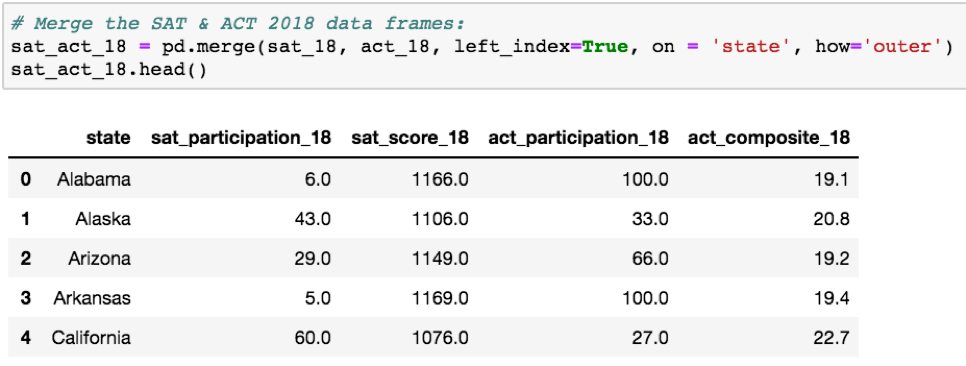 # Merge the SAT & ACT 2018 data frames:
sat_act_18 = pd.merge(sat_18, act_18, left_index=True, on = 'state', how='outer')
sat_act_18.head()
state sat_participation_18 sat_score_18 act_participation_18 act_composite_18
0 Alabama 6.0 1166.0 100.0 19.1
1 Alaska 43.0 1106.0 33.0 20.8
2 Arizona 29.0 1149.0 66.0 19.2
3 Arkansas 5.0 1169.0 100.0 19.4
4 California 60.0 1076.0 27.0 22.7